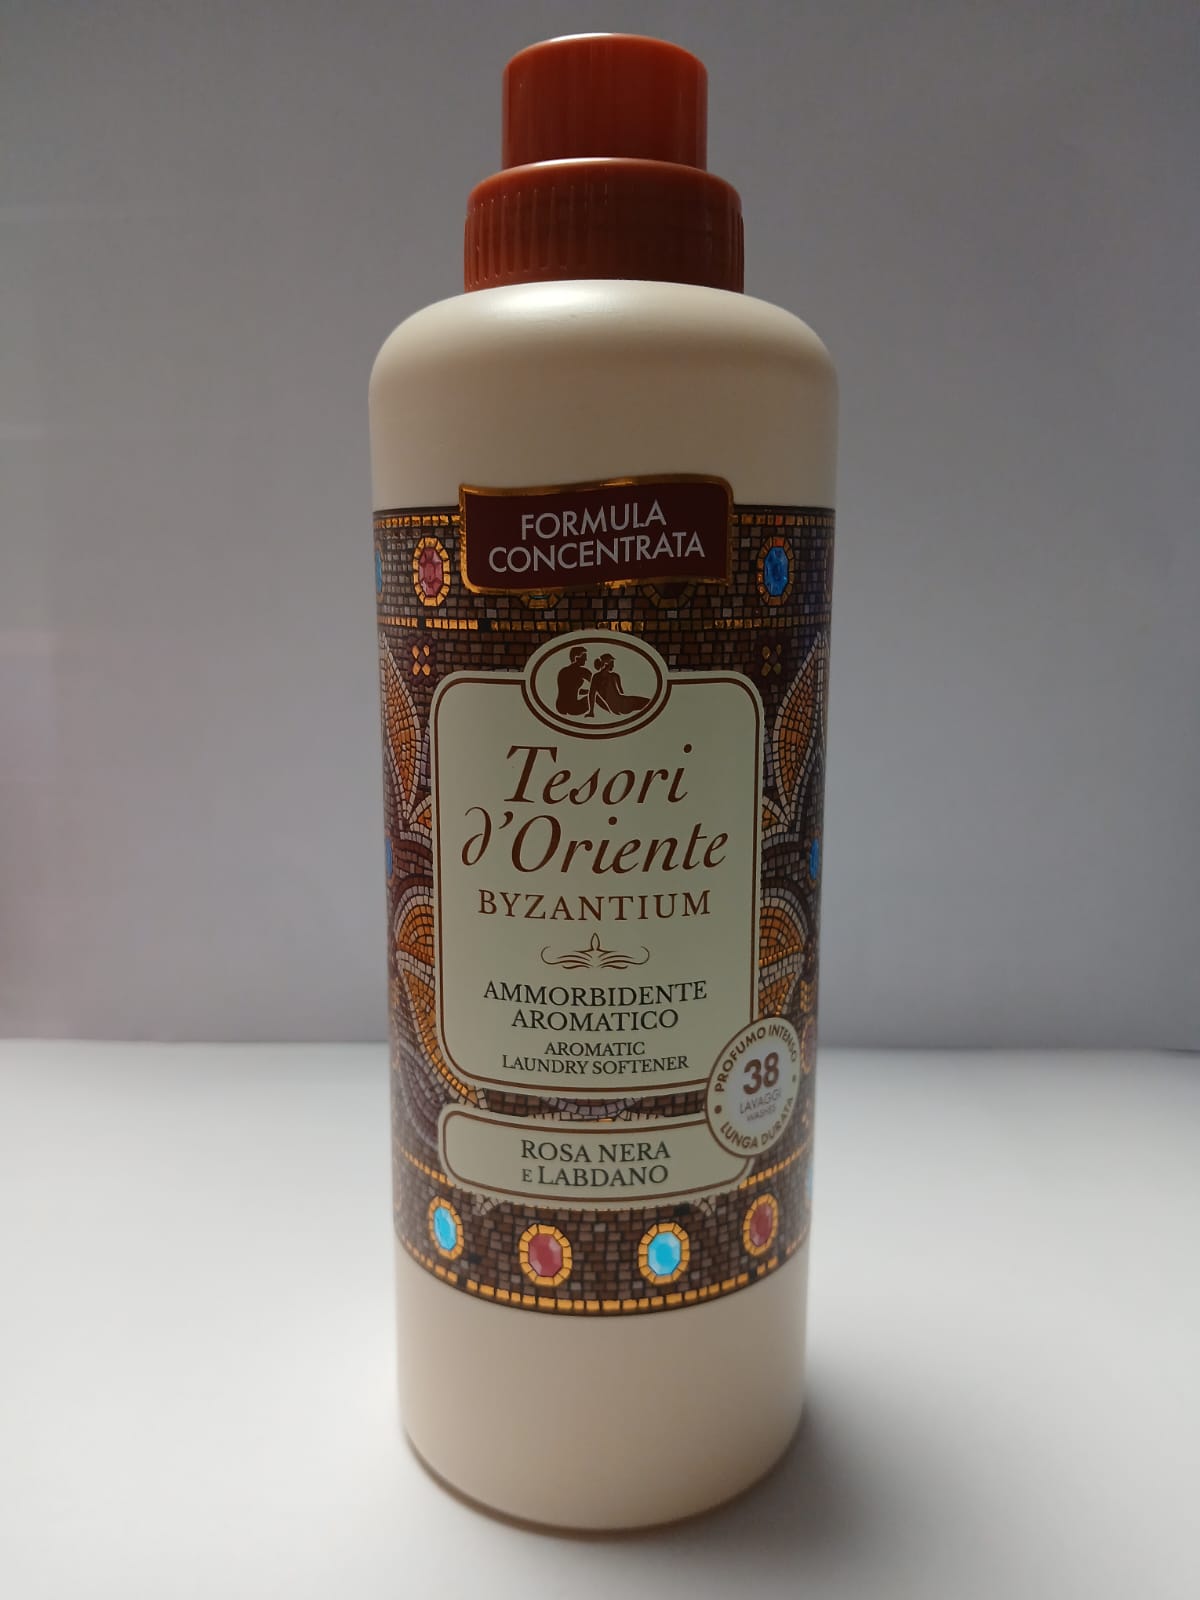 FORMULA
CONCENTRATA
Tesori
d'Oriente
BYZANTIUM
AMMORBIDENTE
AROMATICO
AROMATIC
LAUNDRY SOFTENER
PROFUMO INTENSO
38
LAVAGGI
WASHES
LUNGA DURATA
ROSA NERA
E LABDANO